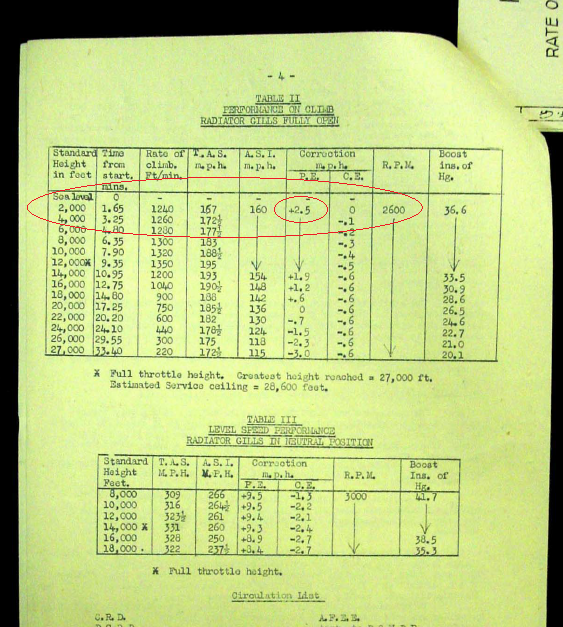 RATE O
- 4 -
TABLE II
PERFORMANCE ON CLIMB
RADIATOR GILLS FULLY OPEN
Standard Height in feet Time from start. mins. Rate of climb. Ft/min. T.A.S. m.p.h. A.S.I. m.p.h. Correction m.p.h. P.E. C.E. R.P.M. Boost ins.of Hg.
Sealevel 0 - - - - - - -
2,000 1.65 1240 167 160 +2.5 0 2600 36.6
4,000 3.25 1260 172½ -.1
6,000 4.80 1280 177½ -.2
8,000 6.35 1300 183 -.3
10,000 7.90 1320 188½ -.4
12,000* 9.35 1350 195 -.5
14,000 10.95 1200 193 154 +1.9 -.6 33.5
16,000 12.75 1040 190½ 148 +1.2 -.6 30.9
18,000 14.80 900 188 142 +.6 -.6 28.6
20,000 17.25 750 185½ 136 0 -.6 26.5
22,000 20.20 600 182 130 -.7 -.6 24.6
24,000 24.10 440 178½ 124 -1.5 -.6 22.7
26,000 29.55 300 175 118 -2.3 -.6 21.0
27,000 33.40 220 172½ 115 -3.0 -.6 20.1
* Full throttle height. Greatest height reached = 27,000 ft.
Estimated Service ceiling = 28,600 feet.
TABLE III
LEVEL SPEED PERFORMANCE
RADIATOR GILLS IN NEUTRAL POSITION
Standard Height Feet. T.A.S. M.P.H. A.S.I. M.P.H. Correction m.p.h. P.E. C.E. R.P.M. Boost Ins. of Hg.
8,000 309 266 +9.5 -1.3 3000 41.7
10,000 316 264½ +9.5 -2.2
12,000 323½ 261 +9.4 -2.1
14,000 * 331 260 +9.3 -2.4
16,000 328 250 +8.9 -2.7 38.5
18,000. 322 237½ +8.4 -2.7 35.3
* Full throttle height.
Circulation List
C.R.D. A.F.E.E.